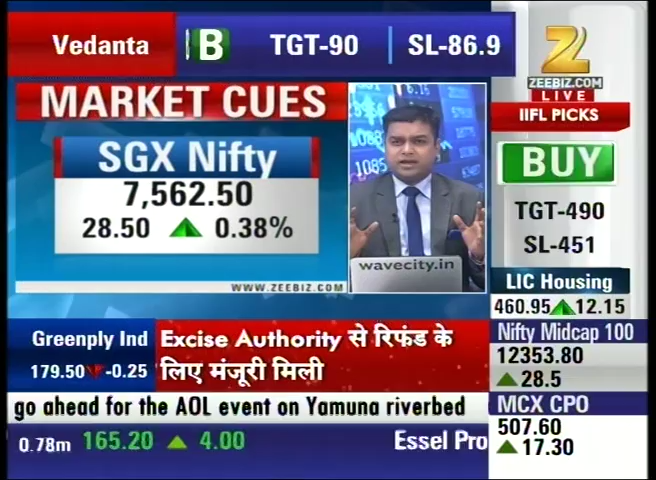 Vedanta B TGT-90 SL-86.9
ZEEBIZ.COM
LIVE
IIFL PICKS
BUY
TGT-490
SL-451
LIC Housing
460.95 12.15
MARKET CUES
SGX Nifty
7,562.50
28.50 0.38%
wavecity.in
WWW.ZEEBIZ.COM
Greenply Ind
179.50 -0.25
Excise Authority से रिफंड के
लिए मंजूरी मिली
Nifty Midcap 100
12353.80
28.5
go ahead for the AOL event on Yamuna riverbed
MCX CPO
507.60
17.30
0.78m 165.20 4.00 Essel Pro